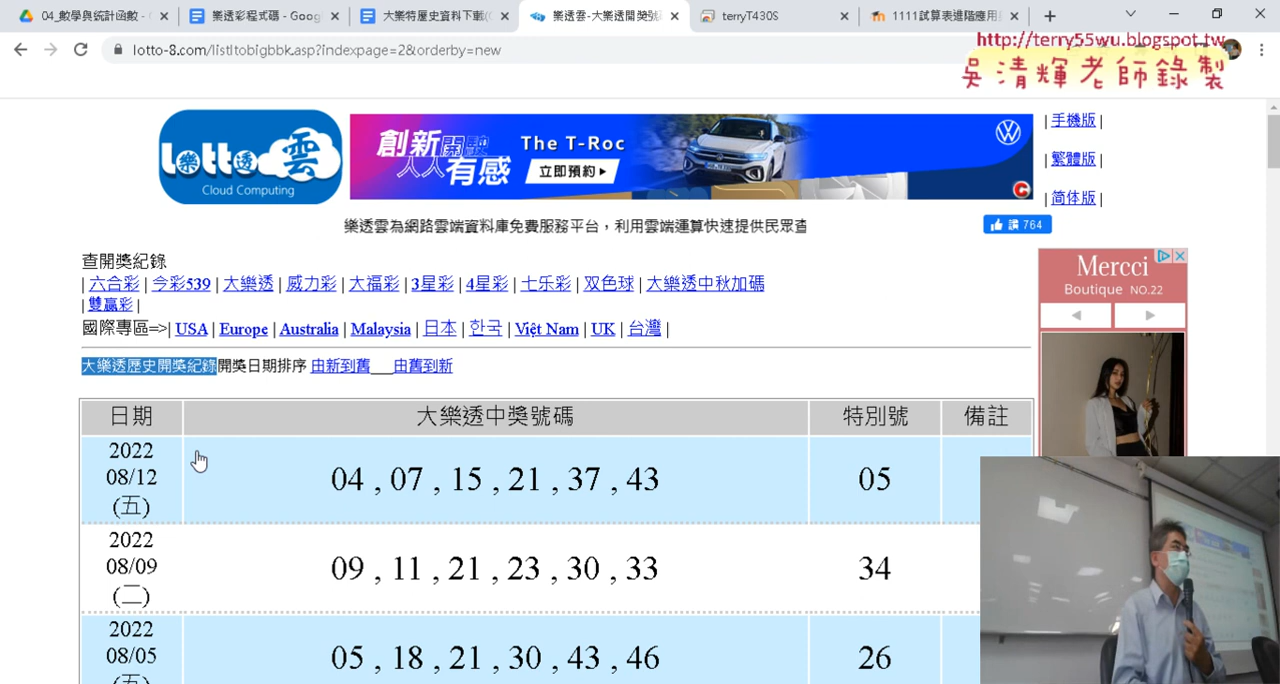 04_數學與統計函數 - G
樂透彩程式碼 - Goog
大樂特歷史資料下載(
樂透雲-大樂透開獎號
terryT430S
1111試算表進階應用
lotto-8.com/listltobigbbk.asp?indexpage=2&orderby=new
http://terry55wu.blogspot.tw
吳清輝老師錄製
Lotto樂透雲
Cloud Computing
創新開駛
人人有感
The T-Roc
立即預約▸
| 手機版 |
| 繁體版 |
| 简体版 |
樂透雲為網路雲端資料庫免費服務平台，利用雲端運算快速提供民眾查
讚 764
查開獎紀錄
| 六合彩 | 今彩539 | 大樂透 | 威力彩 | 大福彩 | 3星彩 | 4星彩 | 七乐彩 | 双色球 | 大樂透中秋加碼
| 雙贏彩 |
國際專區=>| USA | Europe | Australia | Malaysia | 日本 | 한국 | Việt Nam | UK | 台灣 |
Mercci
Boutique NO.22
大樂透歷史開獎紀錄開獎日期排序 由新到舊___由舊到新
日期 大樂透中獎號碼 特別號 備註
2022
08/12
(五)
04 , 07 , 15 , 21 , 37 , 43
05
2022
08/09
(二)
09 , 11 , 21 , 23 , 30 , 33
34
2022
08/05
(五)
05 , 18 , 21 , 30 , 43 , 46
26